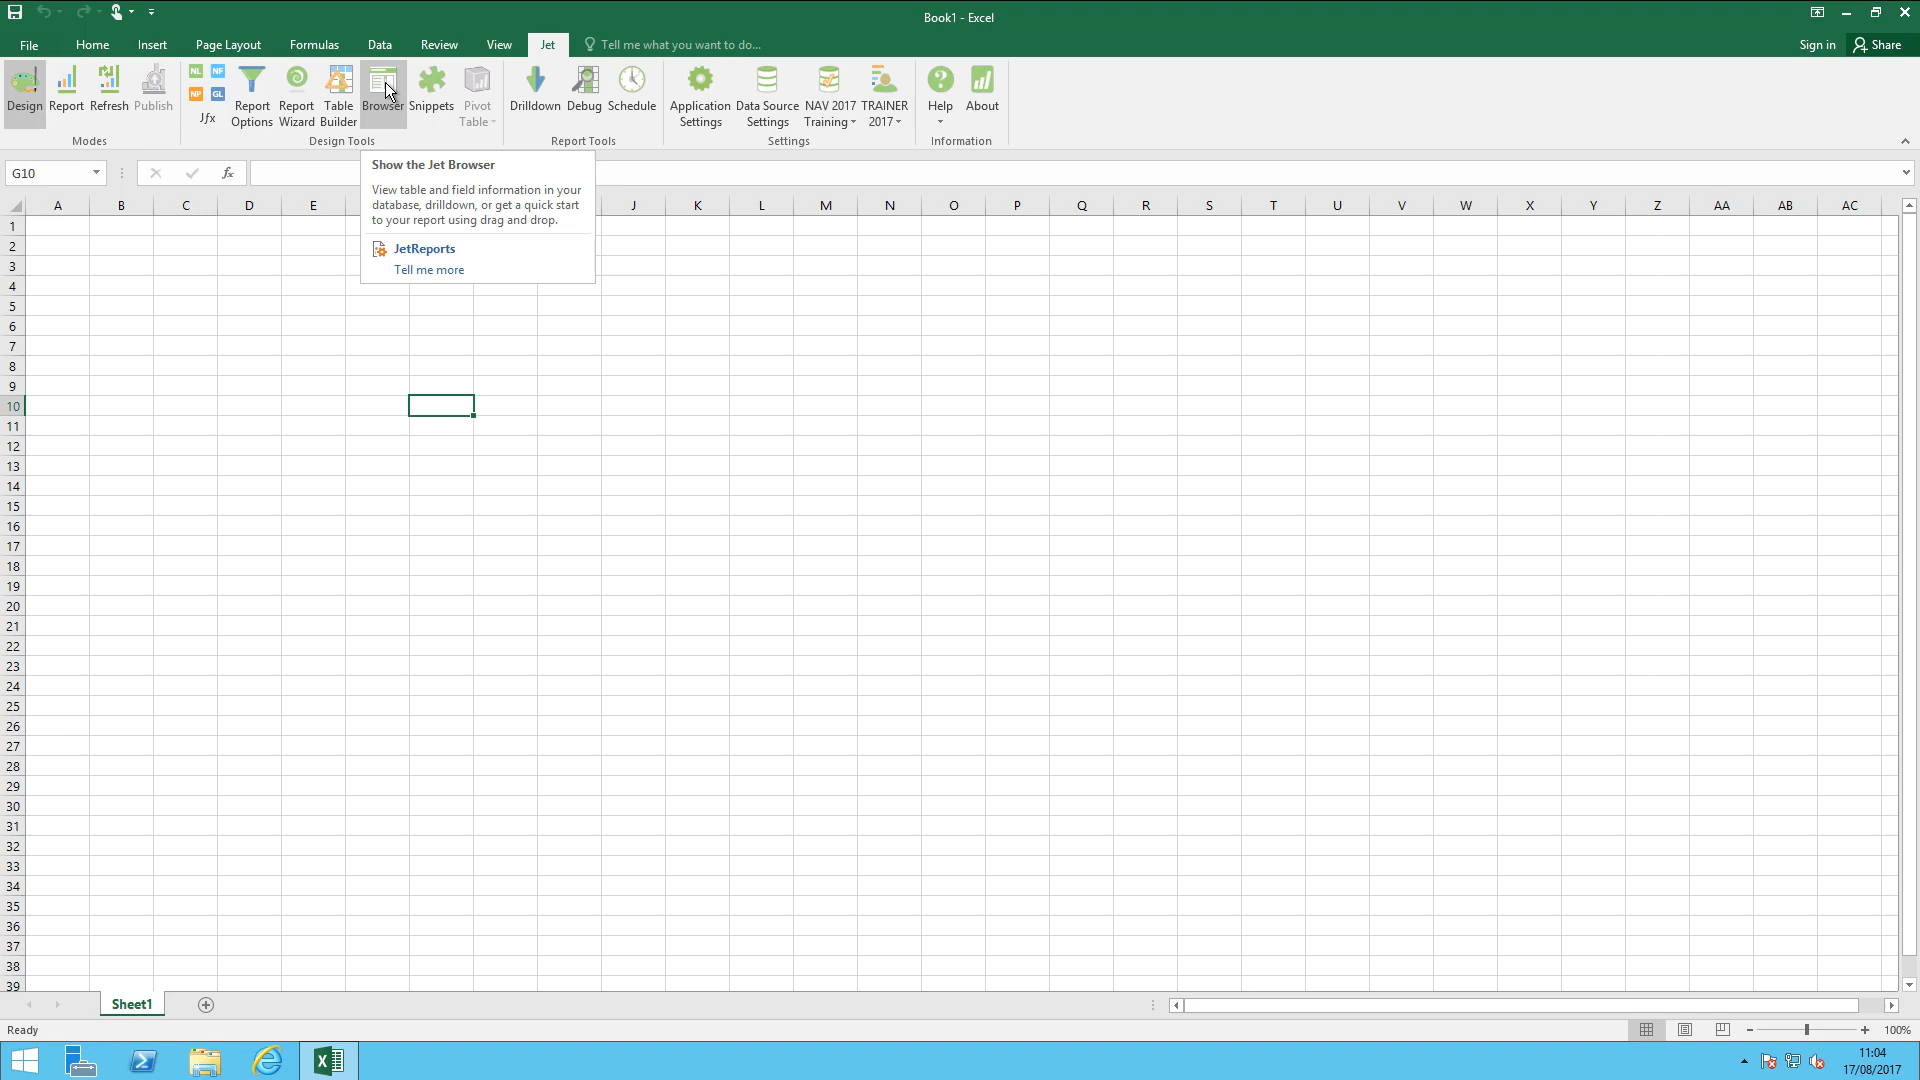 Book1 - Excel
File Home Insert Page Layout Formulas Data Review View Jet Tell me what you want to do... Sign in Share
NL NF
NP GL
Jfx
Design Report Refresh Publish
Report Options
Report Wizard
Table Builder
Browser Snippets
Pivot Table
Drilldown Debug Schedule
Application Settings
Data Source Settings
NAV 2017 Training
TRAINER 2017
Help About
Modes Design Tools Report Tools Settings Information
G10 fx
Show the Jet Browser
View table and field information in your
database, drilldown, or get a quick start
to your report using drag and drop.
JetReports
Tell me more
A B C D E J K L M N O P Q R S T U V W X Y Z AA AB AC
1
2
3
4
5
6
7
8
9
10
11
12
13
14
15
16
17
18
19
20
21
22
23
24
25
26
27
28
29
30
31
32
33
34
35
36
37
38
39
Sheet1
Ready 100%
11:04
17/08/2017